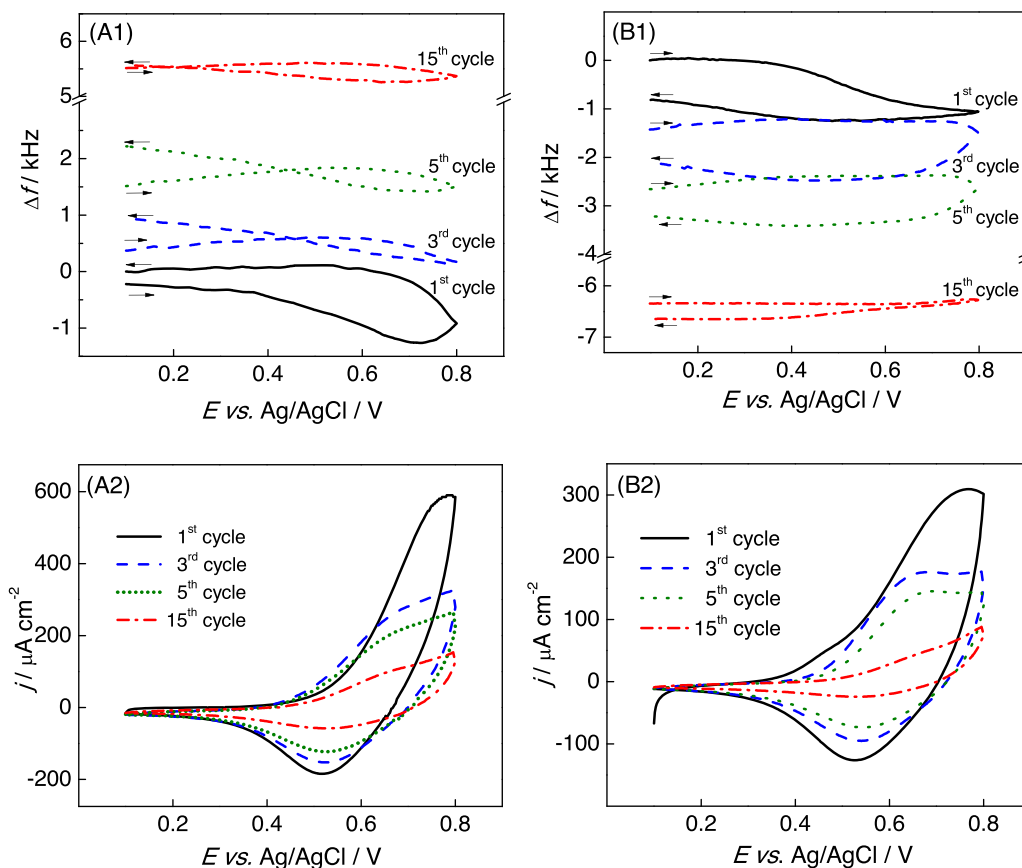 (A1)
6
5
2
1
0
-1
Δf / kHz
15th cycle
5th cycle
3rd cycle
1st cycle
0.2 0.4 0.6 0.8
E vs. Ag/AgCl / V
(B1)
0
-1
-2
-3
-4
-6
-7
Δf / kHz
1st cycle
3rd cycle
5th cycle
15th cycle
0.2 0.4 0.6 0.8
E vs. Ag/AgCl / V
(A2)
600
400
200
0
-200
j / μA cm-2
1st cycle
3rd cycle
5th cycle
15th cycle
0.2 0.4 0.6 0.8
E vs. Ag/AgCl / V
(B2)
300
200
100
0
-100
j / μA cm-2
1st cycle
3rd cycle
5th cycle
15th cycle
0.2 0.4 0.6 0.8
E vs. Ag/AgCl / V